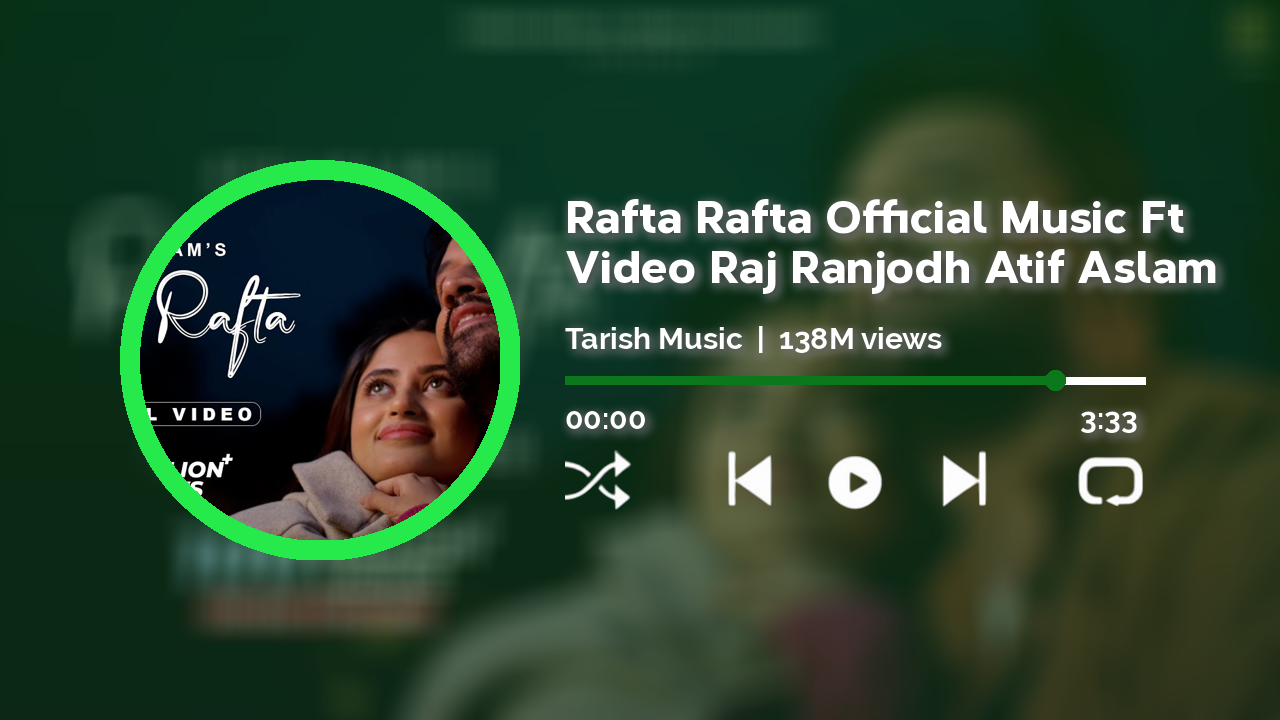 AM'S
Rafta
L VIDEO
LION+
Rafta Rafta Official Music Ft
Video Raj Ranjodh Atif Aslam
Tarish Music | 138M views
00:00
3:33